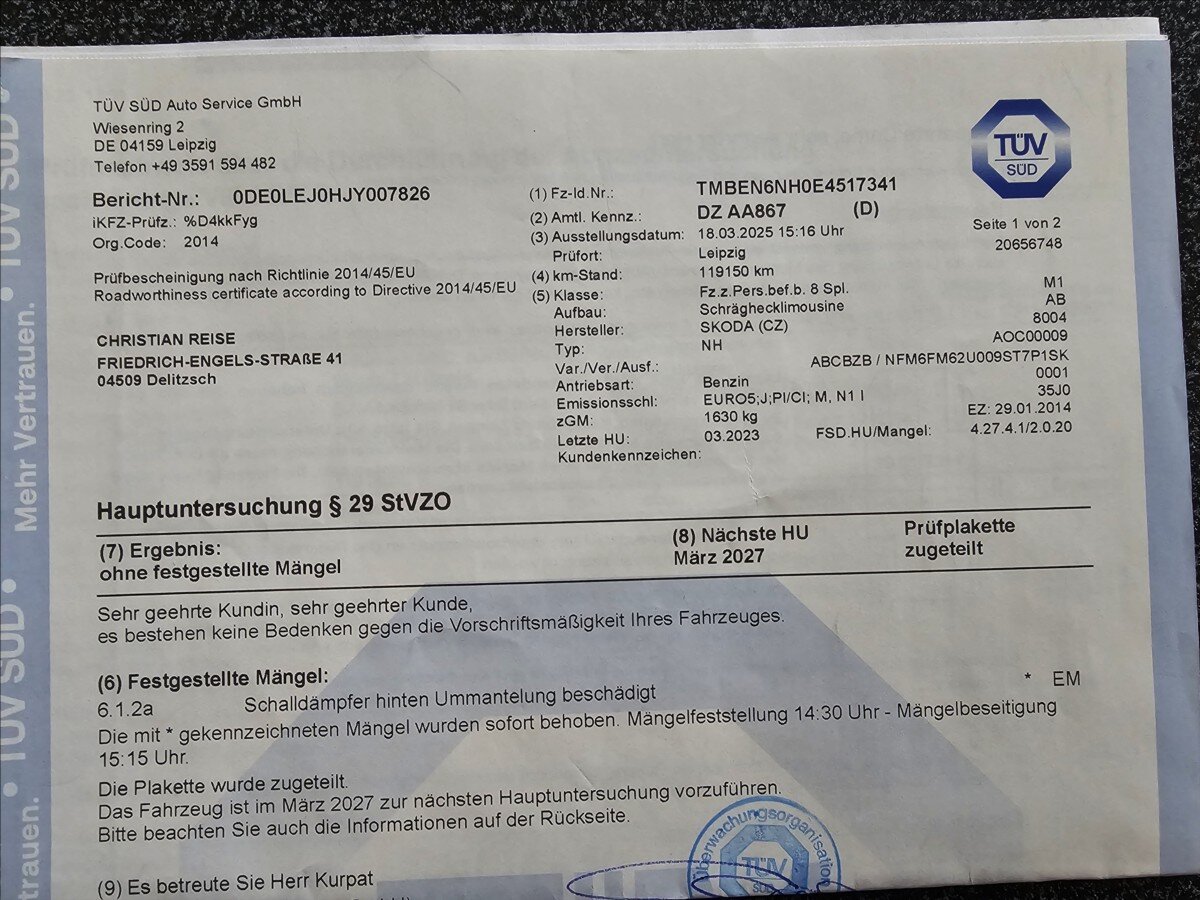 TÜV SÜD Auto Service GmbH
Wiesenring 2
DE 04159 Leipzig
Telefon +49 3591 594 482
Bericht-Nr.: 0DE0LEJ0HJY007826
iKFZ-Prüfz.: %D4kkFyg
Org.Code: 2014
Prüfbescheinigung nach Richtlinie 2014/45/EU
Roadworthiness certificate according to Directive 2014/45/EU
CHRISTIAN REISE
FRIEDRICH-ENGELS-STRAßE 41
04509 Delitzsch
(1) Fz-Id.Nr.: TMBEN6NH0E4517341
(2) Amtl. Kennz.: DZ AA867 (D)
(3) Ausstellungsdatum: 18.03.2025 15:16 Uhr
Prüfort: Leipzig
(4) km-Stand: 119150 km
(5) Klasse: Fz.z.Pers.bef.b. 8 Spl. M1
Aufbau: Schräghecklimousine AB
Hersteller: SKODA (CZ) 8004
Typ: NH AOC00009
Var./Ver./Ausf.: ABCBZB / NFM6FM62U009ST7P1SK
Antriebsart: Benzin 0001
Emissionsschl: EURO5;J;PI/CI; M, N1 I 35J0
zGM: 1630 kg EZ: 29.01.2014
Letzte HU: 03.2023 FSD.HU/Mangel: 4.27.4.1/2.0.20
Kundenkennzeichen:
TÜV
SÜD
Seite 1 von 2
20656748
Hauptuntersuchung § 29 StVZO
(7) Ergebnis: (8) Nächste HU Prüfplakette
ohne festgestellte Mängel März 2027 zugeteilt
Sehr geehrte Kundin, sehr geehrter Kunde,
es bestehen keine Bedenken gegen die Vorschriftsmäßigkeit Ihres Fahrzeuges.
(6) Festgestellte Mängel:
6.1.2a Schalldämpfer hinten Ummantelung beschädigt * EM
Die mit * gekennzeichneten Mängel wurden sofort behoben. Mängelfeststellung 14:30 Uhr - Mängelbeseitigung
15:15 Uhr.
Die Plakette wurde zugeteilt.
Das Fahrzeug ist im März 2027 zur nächsten Hauptuntersuchung vorzuführen.
Bitte beachten Sie auch die Informationen auf der Rückseite.
(9) Es betreute Sie Herr Kurpat
Überwachungsorganisation
TÜV
SÜD
TÜV SÜD •
Mehr Vertrauen.
• TÜV SÜD •
trauen.